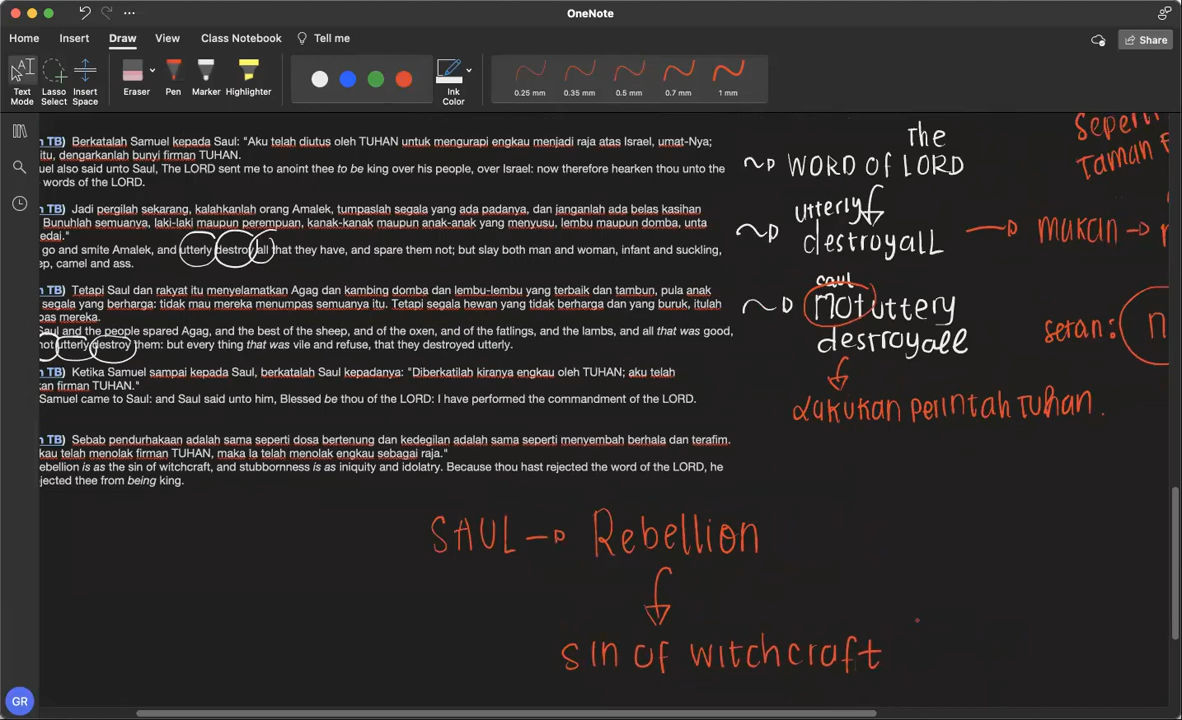 OneNote
Home Insert Draw View Class Notebook Tell me
Share
Text Mode
Lasso Select
Insert Space
Eraser
Pen
Marker
Highlighter
Ink Color
0.25 mm 0.35 mm 0.5 mm 0.7 mm 1 mm
TB) Berkatalah Samuel kepada Saul: "Aku telah diutus oleh TUHAN untuk mengurapi engkau menjadi raja atas Israel, umat-Nya;
itu, dengarkanlah bunyi firman TUHAN.
uel also said unto Saul, The LORD sent me to anoint thee to be king over his people, over Israel: now therefore hearken thou unto the
words of the LORD.
TB) Jadi pergilah sekarang, kalahkanlah orang Amalek, tumpaslah segala yang ada padanya, dan janganlah ada belas kasihan
Bunuhlah semuanya, laki-laki maupun perempuan, kanak-kanak maupun anak-anak yang menyusu, lembu maupun domba, unta
edai."
go and smite Amalek, and utterly destroy all that they have, and spare them not; but slay both man and woman, infant and suckling,
ep, camel and ass.
TB) Tetapi Saul dan rakyat itu menyelamatkan Agag dan kambing domba dan lembu-lembu yang terbaik dan tambun, pula anak
segala yang berharga: tidak mau mereka menumpas semuanya itu. Tetapi segala hewan yang tidak berharga dan yang buruk, itulah
pas mereka.
Saul and the people spared Agag, and the best of the sheep, and of the oxen, and of the fatlings, and the lambs, and all that was good,
not utterly destroy them: but every thing that was vile and refuse, that they destroyed utterly.
TB) Ketika Samuel sampai kepada Saul, berkatalah Saul kepadanya: "Diberkatilah kiranya engkau oleh TUHAN; aku telah
kan firman TUHAN."
Samuel came to Saul: and Saul said unto him, Blessed be thou of the LORD: I have performed the commandment of the LORD.
TB) Sebab pendurhakaan adalah sama seperti dosa bertenung dan kedegilan adalah sama seperti menyembah berhala dan terafim.
kau telah menolak firman TUHAN, maka Ia telah menolak engkau sebagai raja."
ebellion is as the sin of witchcraft, and stubbornness is as iniquity and idolatry. Because thou hast rejected the word of the LORD, he
jected thee from being king.
The
WORD OF LORD
utterly
destroy all
saul
not uttery
destroy all
Lakukan perintah Tuhan.
Seperti
Taman
makan
setan:
SAUL → Rebellion
sin of witchcraft
GR